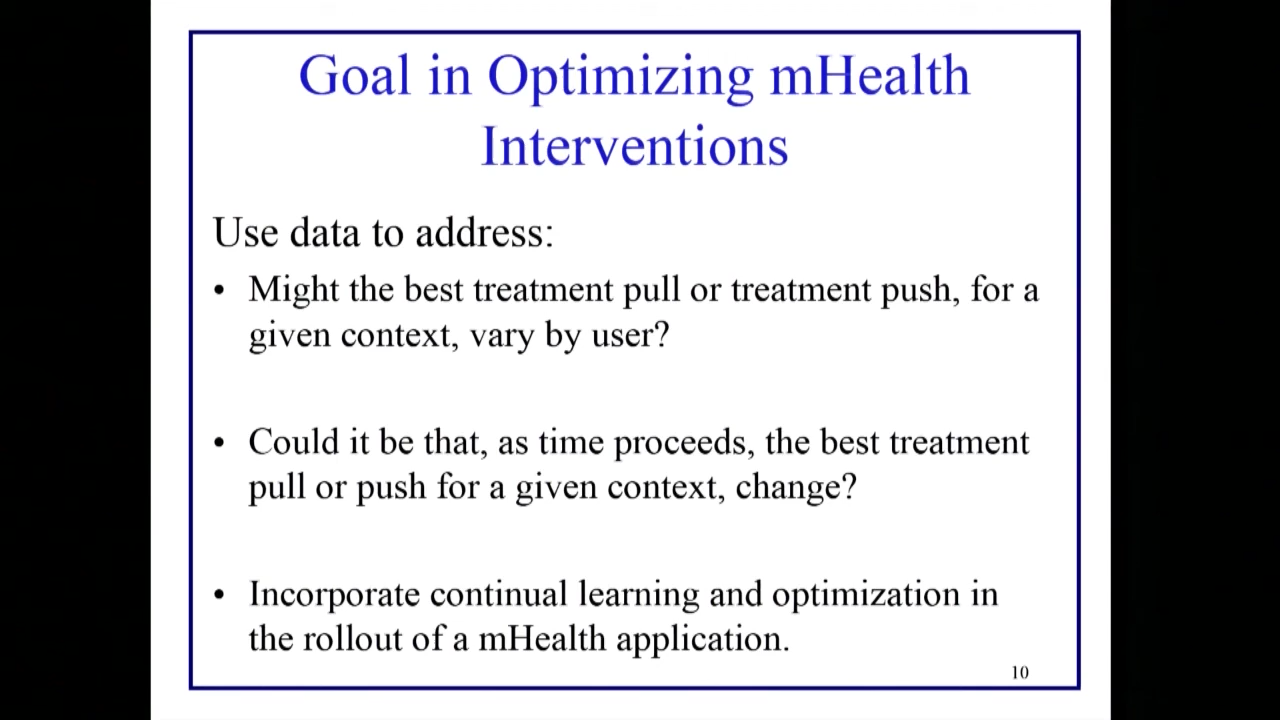 Goal in Optimizing mHealth
Interventions
Use data to address:
• Might the best treatment pull or treatment push, for a
given context, vary by user?
• Could it be that, as time proceeds, the best treatment
pull or push for a given context, change?
• Incorporate continual learning and optimization in
the rollout of a mHealth application.
10